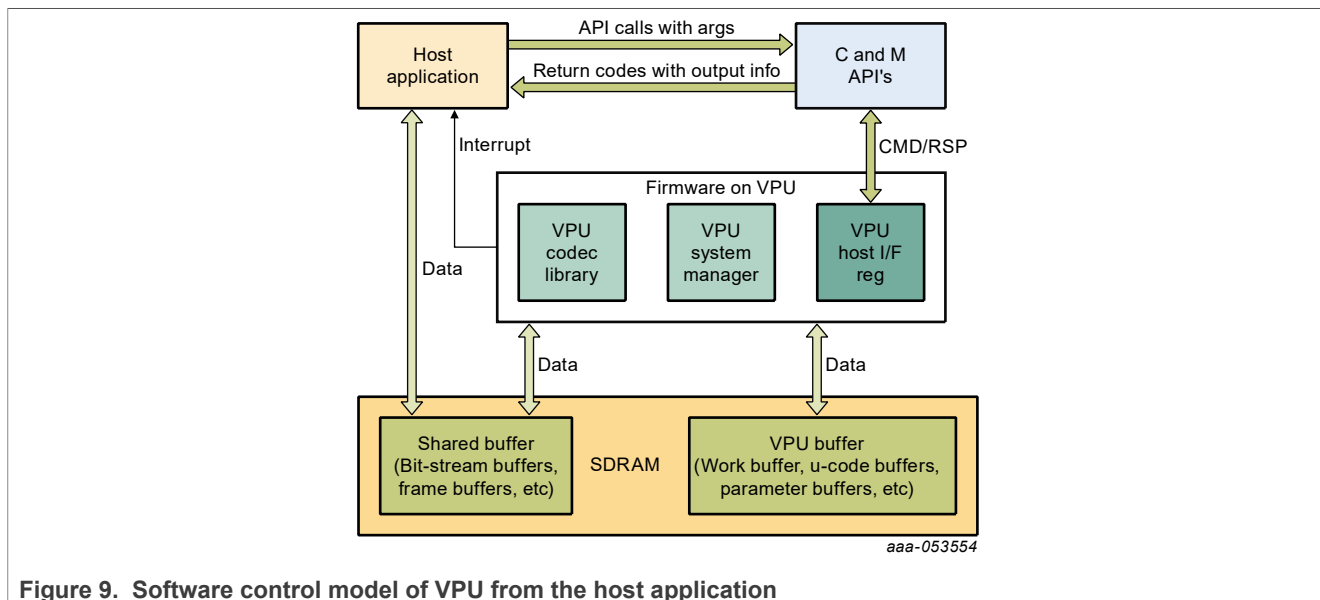 API calls with args
Host
application
C and M
API's
Return codes with output info
Interrupt
CMD/RSP
Firmware on VPU
VPU
codec
library
VPU
system
manager
VPU
host I/F
reg
Data
Data
Data
Shared buffer
(Bit-stream buffers,
frame buffers, etc)
SDRAM
VPU buffer
(Work buffer, u-code buffers,
parameter buffers, etc)
aaa-053554
Figure 9. Software control model of VPU from the host application